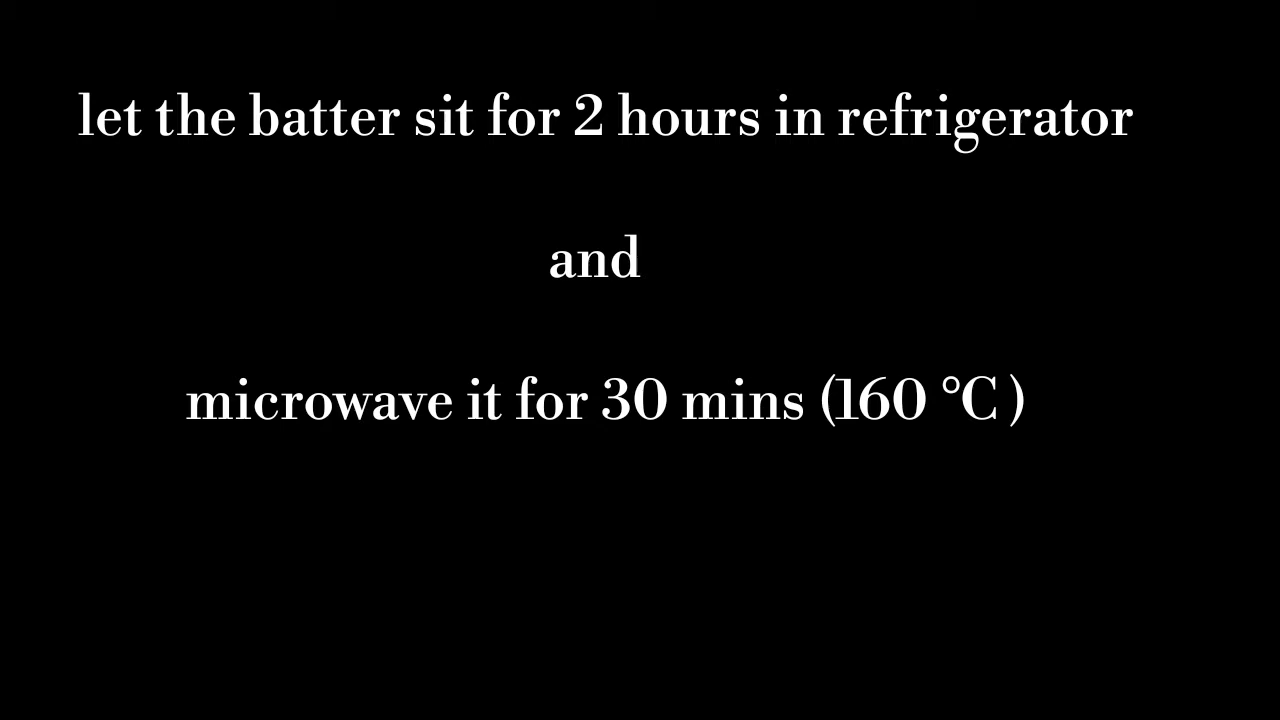 let the batter sit for 2 hours in refrigerator
and
microwave it for 30 mins (160 °C )